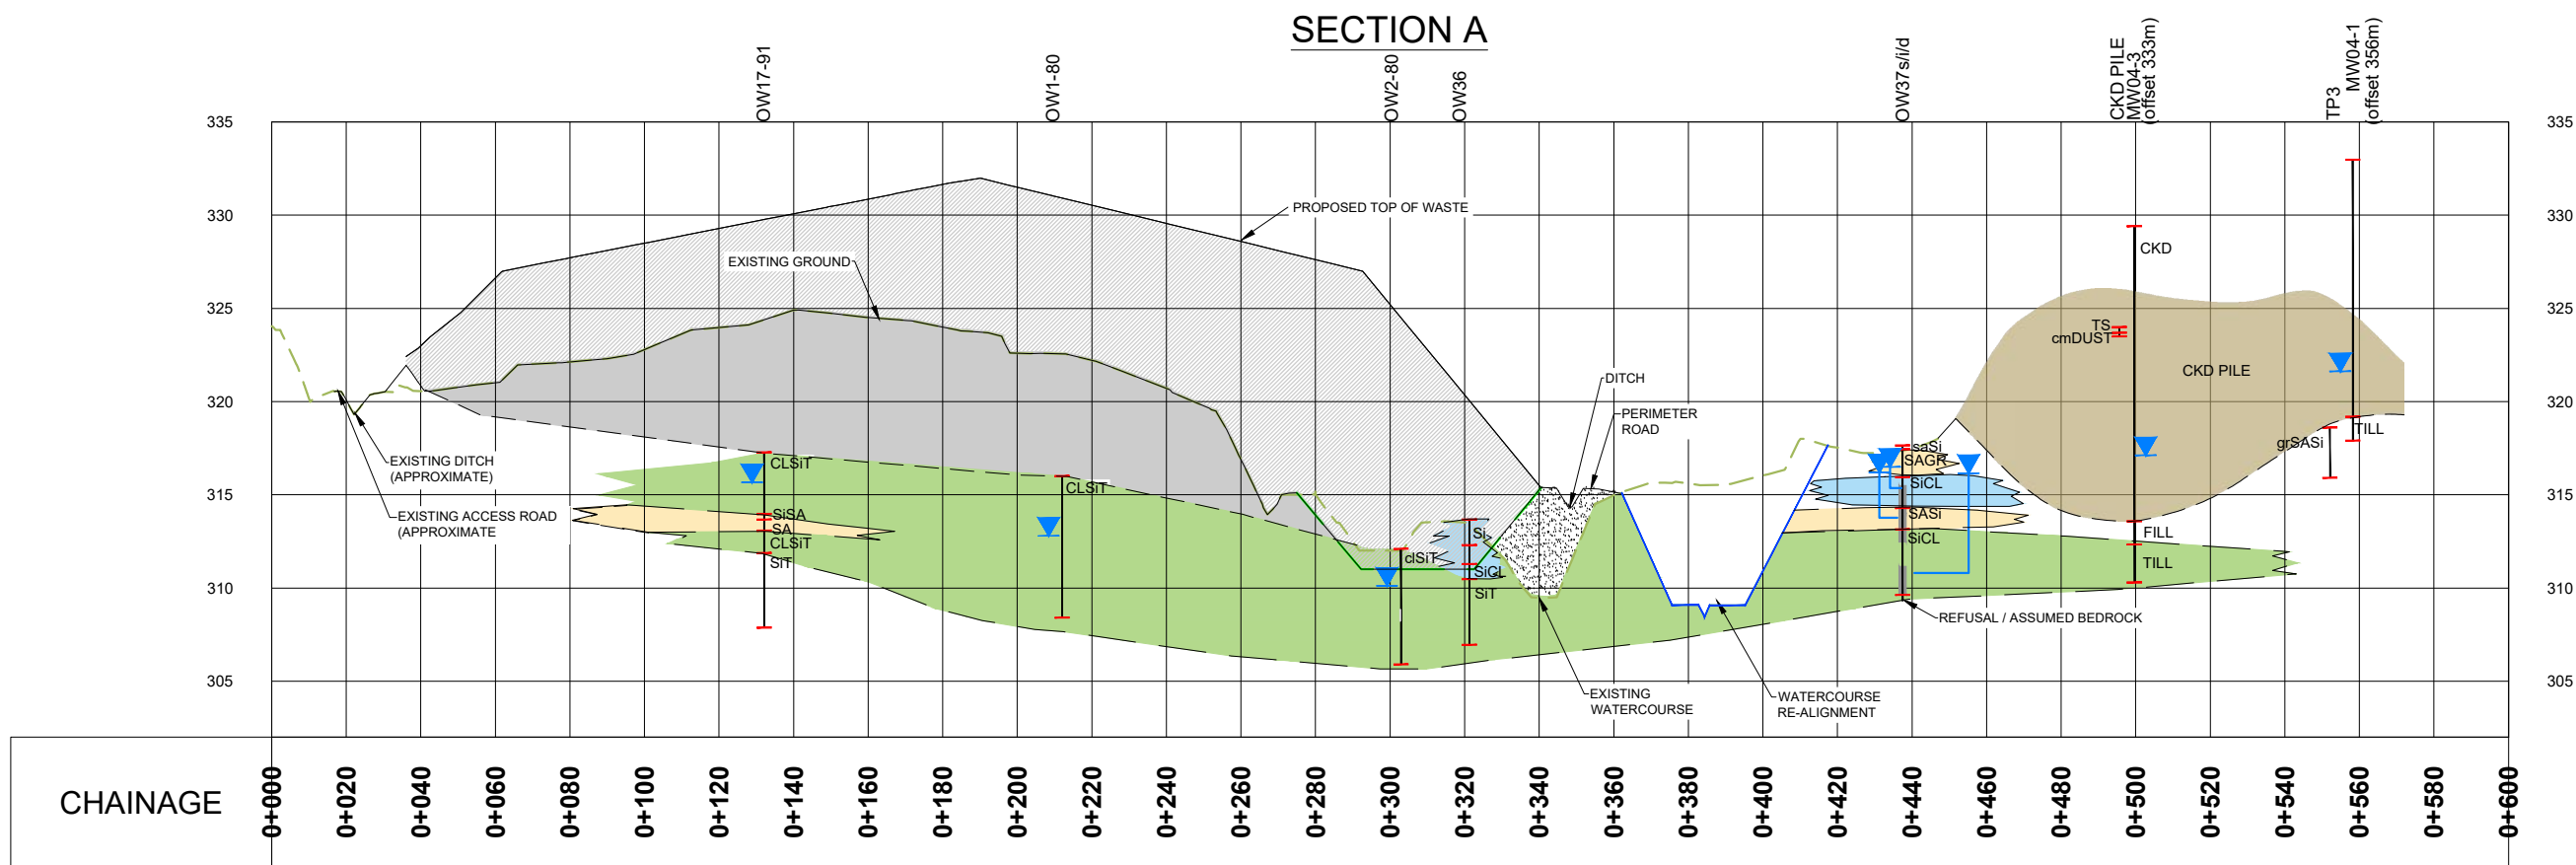 SECTION A
OW17-91
OW1-80
OW2-80
OW36
OW37s/i/d
CKD PILE
MW04-3
(offset 333m)
TP3
MW04-1
(offset 356m)
335
335
330
330
325
325
320
320
315
315
310
310
305
305
PROPOSED TOP OF WASTE
EXISTING GROUND
DITCH
PERIMETER
ROAD
EXISTING DITCH
(APPROXIMATE)
EXISTING ACCESS ROAD
(APPROXIMATE
CLSiT
SiSA
SA
CLSiT
SiT
CLSiT
clSiT
Si
SiCL
SiT
saSi
SAGR
SiCL
SASi
SiCL
TS
cmDUST
CKD
CKD PILE
FILL
TILL
grSASi
TILL
REFUSAL / ASSUMED BEDROCK
EXISTING
WATERCOURSE
WATERCOURSE
RE-ALIGNMENT
CHAINAGE
0+000
0+020
0+040
0+060
0+080
0+100
0+120
0+140
0+160
0+180
0+200
0+220
0+240
0+260
0+280
0+300
0+320
0+340
0+360
0+380
0+400
0+420
0+440
0+460
0+480
0+500
0+520
0+540
0+560
0+580
0+600